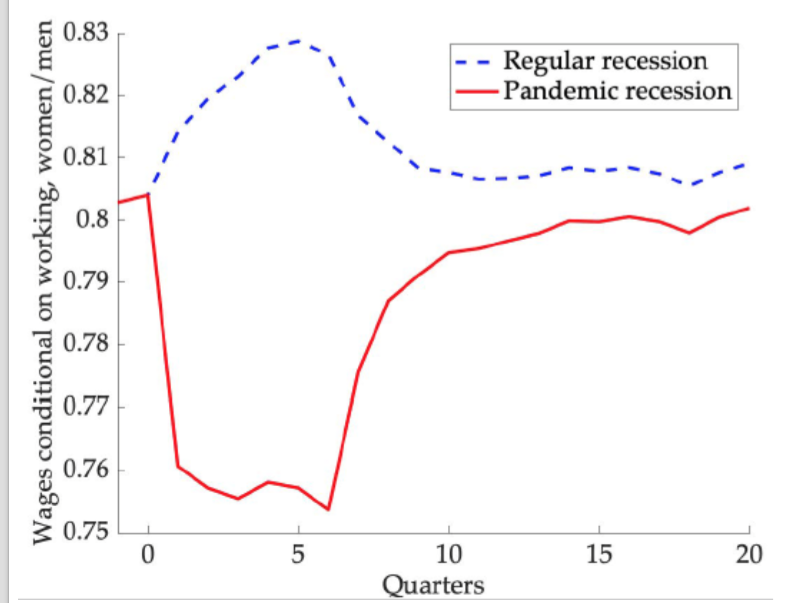 0.83
0.82
0.81
0.8
0.79
0.78
0.77
0.76
0.75
Wages conditional on working, women/men
Regular recession
Pandemic recession
0 5 10 15 20
Quarters